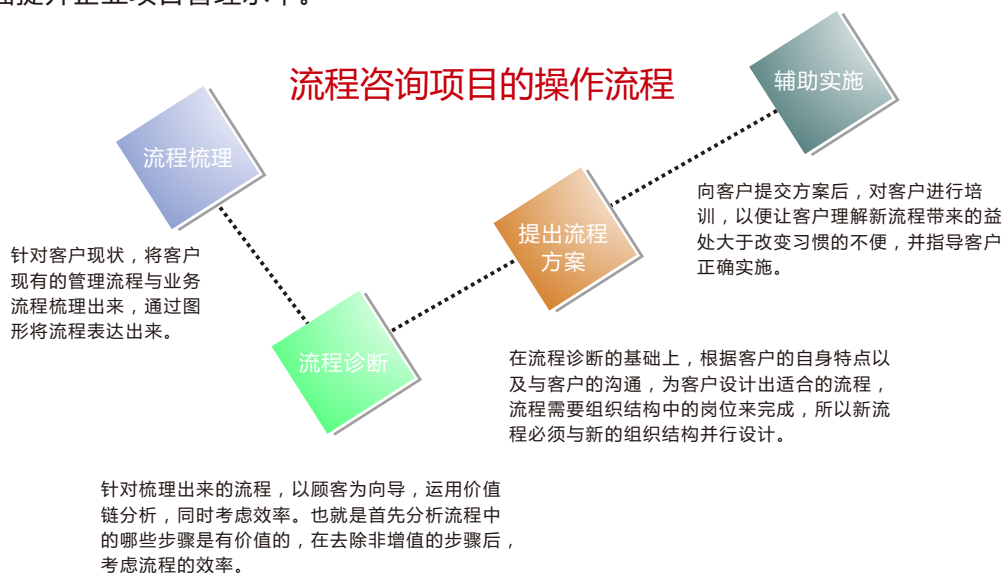 提升企业项目管理水平。
流程咨询项目的操作流程
辅助实施
流程梳理
向客户提交方案后，对客户进行培
训，以便让客户理解新流程带来的益
处大于改变习惯的不便，并指导客户
正确实施。
提出流程
方案
针对客户现状，将客户
现有的管理流程与业务
流程梳理出来，通过图
形将流程表达出来。
流程诊断
在流程诊断的基础上，根据客户的自身特点以
及与客户的沟通，为客户设计出适合的流程，
流程需要组织结构中的岗位来完成，所以新流
程必须与新的组织结构并行设计。
针对梳理出来的流程，以顾客为向导，运用价值
链分析，同时考虑效率。也就是首先分析流程中
的哪些步骤是有价值的，在去除非增值的步骤后，
考虑流程的效率。